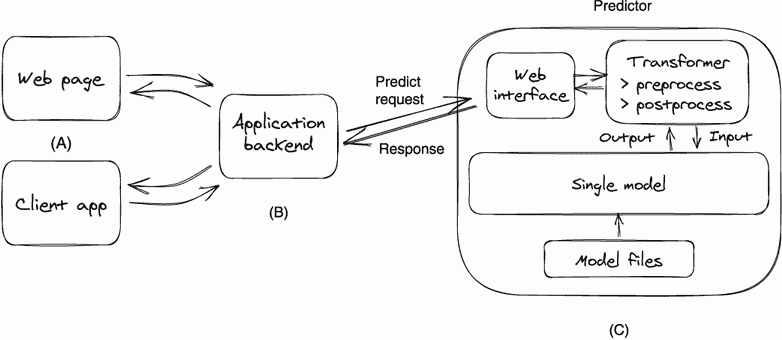 Predictor
Web page
(A)
Client app
Application
backend
(B)
Predict
request
Response
Web
interface
Transformer
> preprocess
> postprocess
Output
Input
Single model
Model files
(C)